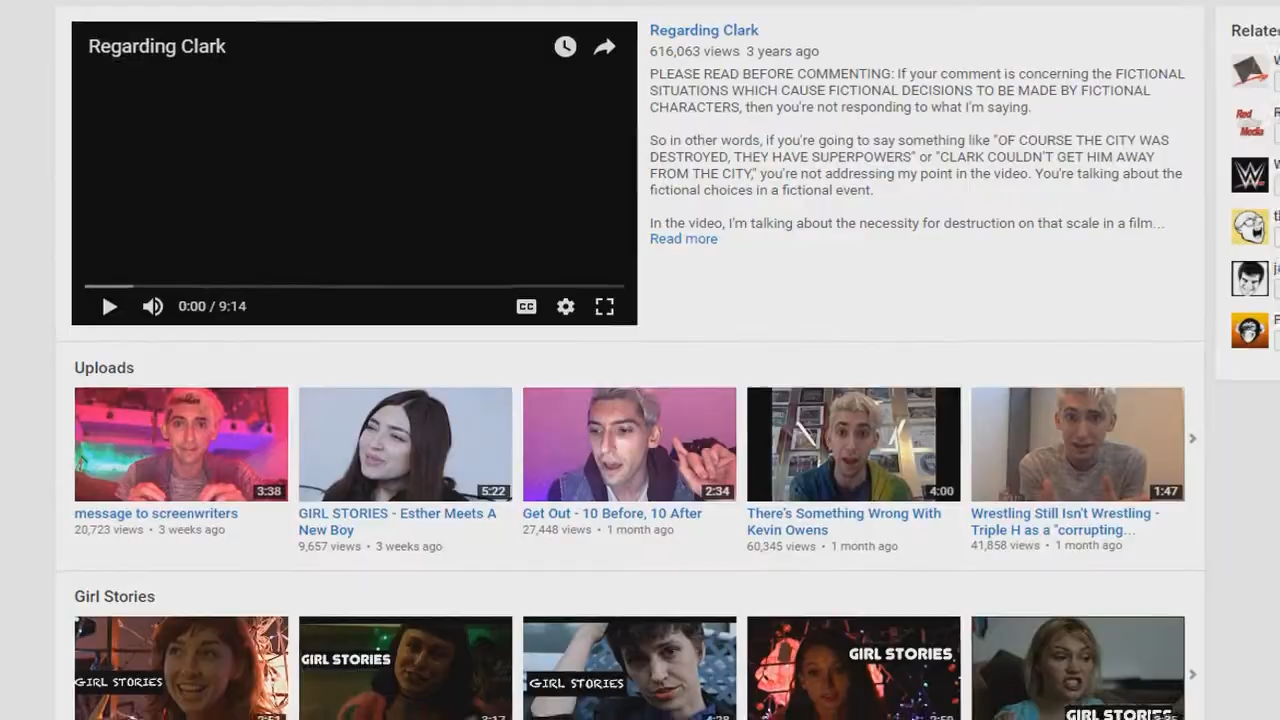 Regarding Clark
0:00 / 9:14
CC
Regarding Clark
616,063 views 3 years ago
PLEASE READ BEFORE COMMENTING: If your comment is concerning the FICTIONAL
SITUATIONS WHICH CAUSE FICTIONAL DECISIONS TO BE MADE BY FICTIONAL
CHARACTERS, then you're not responding to what I'm saying.
So in other words, if you're going to say something like "OF COURSE THE CITY WAS
DESTROYED, THEY HAVE SUPERPOWERS" or "CLARK COULDN'T GET HIM AWAY
FROM THE CITY," you're not addressing my point in the video. You're talking about the
fictional choices in a fictional event.
In the video, I'm talking about the necessity for destruction on that scale in a film...
Read more
Relate
Red
Media
W
Uploads
3:38
5:22
2:34
4:00
1:47
message to screenwriters
20,723 views • 3 weeks ago
GIRL STORIES - Esther Meets A
New Boy
9,657 views • 3 weeks ago
Get Out - 10 Before, 10 After
27,448 views • 1 month ago
There's Something Wrong With
Kevin Owens
60,345 views • 1 month ago
Wrestling Still Isn't Wrestling -
Triple H as a "corrupting...
41,858 views • 1 month ago
Girl Stories
GIRL STORIES
GIRL STORIES
GIRL STORIES
GIRL STORIES
GIRL STORIES